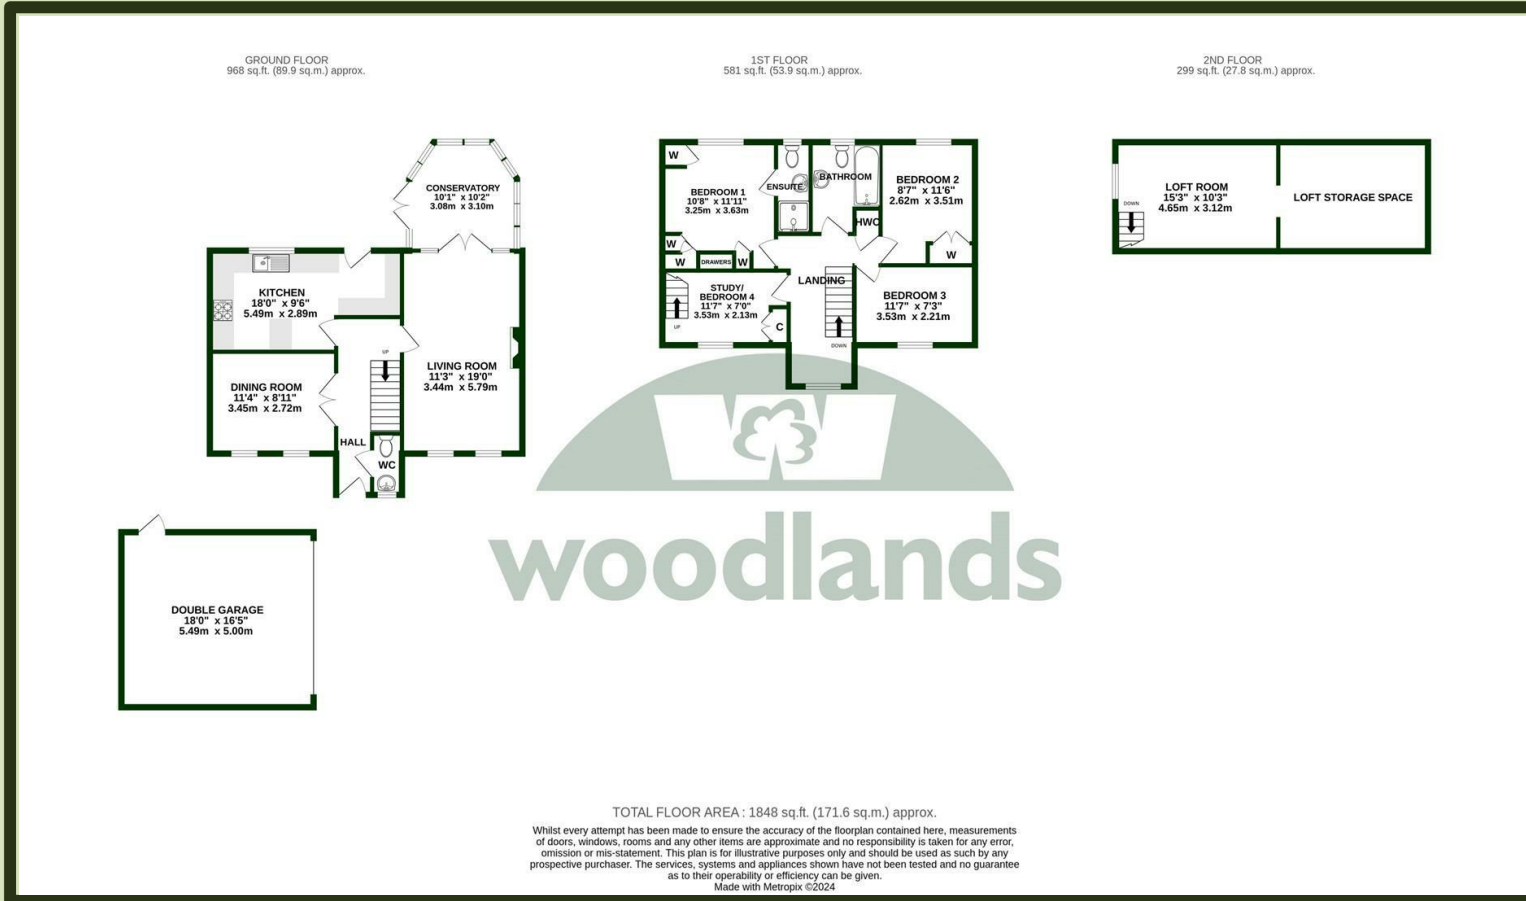 GROUND FLOOR
968 sq.ft. (89.9 sq.m.) approx.
1ST FLOOR
581 sq.ft. (53.9 sq.m.) approx.
2ND FLOOR
299 sq.ft. (27.8 sq.m.) approx.
CONSERVATORY
10'1" x 10'2"
3.08m x 3.10m
KITCHEN
18'0" x 9'6"
5.49m x 2.89m
UP
LIVING ROOM
11'3" x 19'0"
3.44m x 5.79m
DINING ROOM
11'4" x 8'11"
3.45m x 2.72m
HALL
WC
DOUBLE GARAGE
18'0" x 16'5"
5.49m x 5.00m
W
BEDROOM 1
10'8" x 11'11"
3.25m x 3.63m
ENSUITE
BATHROOM
BEDROOM 2
8'7" x 11'6"
2.62m x 3.51m
HWC
W
W
DRAWERS
W
W
LANDING
STUDY/
BEDROOM 4
11'7" x 7'0"
3.53m x 2.13m
UP
C
DOWN
BEDROOM 3
11'7" x 7'3"
3.53m x 2.21m
LOFT ROOM
15'3" x 10'3"
4.65m x 3.12m
DOWN
LOFT STORAGE SPACE
woodlands
TOTAL FLOOR AREA : 1848 sq.ft. (171.6 sq.m.) approx.
Whilst every attempt has been made to ensure the accuracy of the floorplan contained here, measurements
of doors, windows, rooms and any other items are approximate and no responsibility is taken for any error,
omission or mis-statement. This plan is for illustrative purposes only and should be used as such by any
prospective purchaser. The services, systems and appliances shown have not been tested and no guarantee
as to their operability or efficiency can be given.
Made with Metropix ©2024